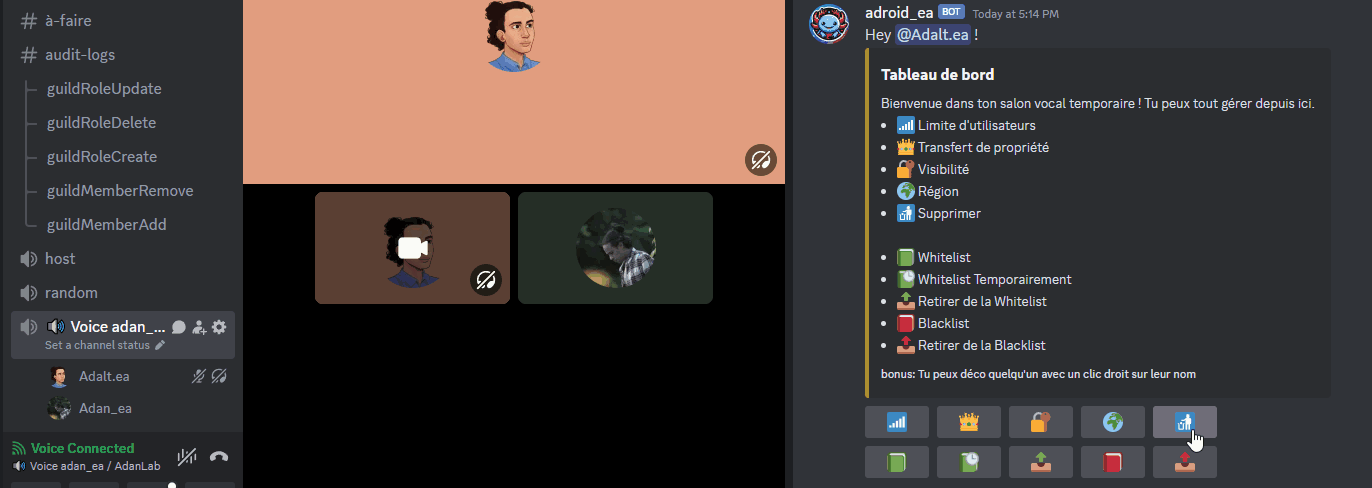 à-faire
audit-logs
guildRoleUpdate
guildRoleDelete
guildRoleCreate
guildMemberRemove
guildMemberAdd
host
random
Voice adan_...
Set a channel status
Adalt.ea
Adan_ea
Voice Connected
Voice adan_ea / AdanLab
adroid_ea BOT Today at 5:14 PM
Hey @Adalt.ea !
Tableau de bord
Bienvenue dans ton salon vocal temporaire ! Tu peux tout gérer depuis ici.
• Limite d'utilisateurs
• Transfert de propriété
• Visibilité
• Région
• Supprimer
• Whitelist
• Whitelist Temporairement
• Retirer de la Whitelist
• Blacklist
• Retirer de la Blacklist
bonus: Tu peux déco quelqu'un avec un clic droit sur leur nom